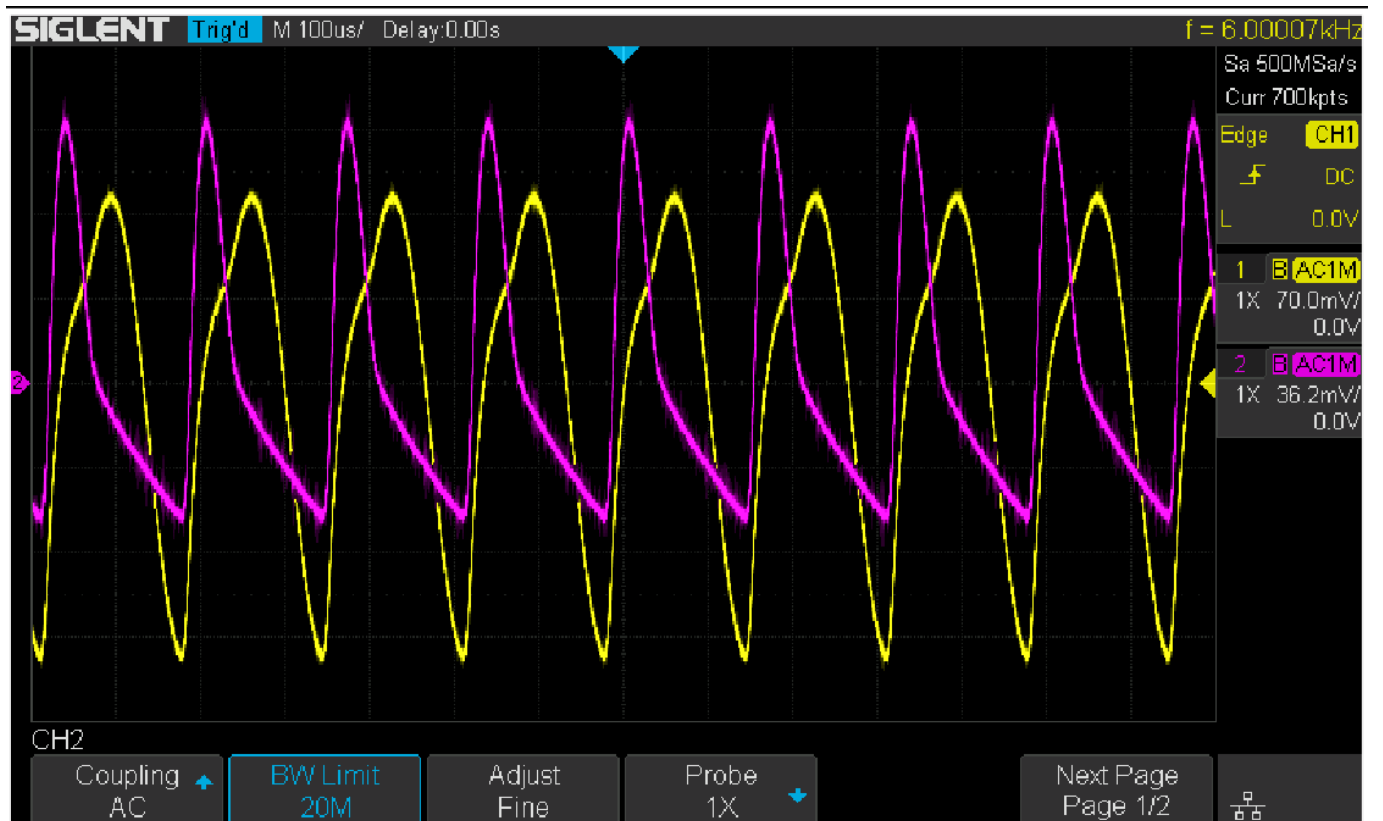 SIGLENT Trig'd M 100us/ Delay:0.00s f = 6.00007kHz
Sa 500MSa/s
Curr 700kpts
Edge CH1
DC
L 0.0V
1 B AC1M
1X 70.0mV/
0.0V
2 B AC1M
1X 36.2mV/
0.0V
2
CH2
Coupling BW Limit Adjust Probe Next Page
AC 20M Fine 1X Page 1/2